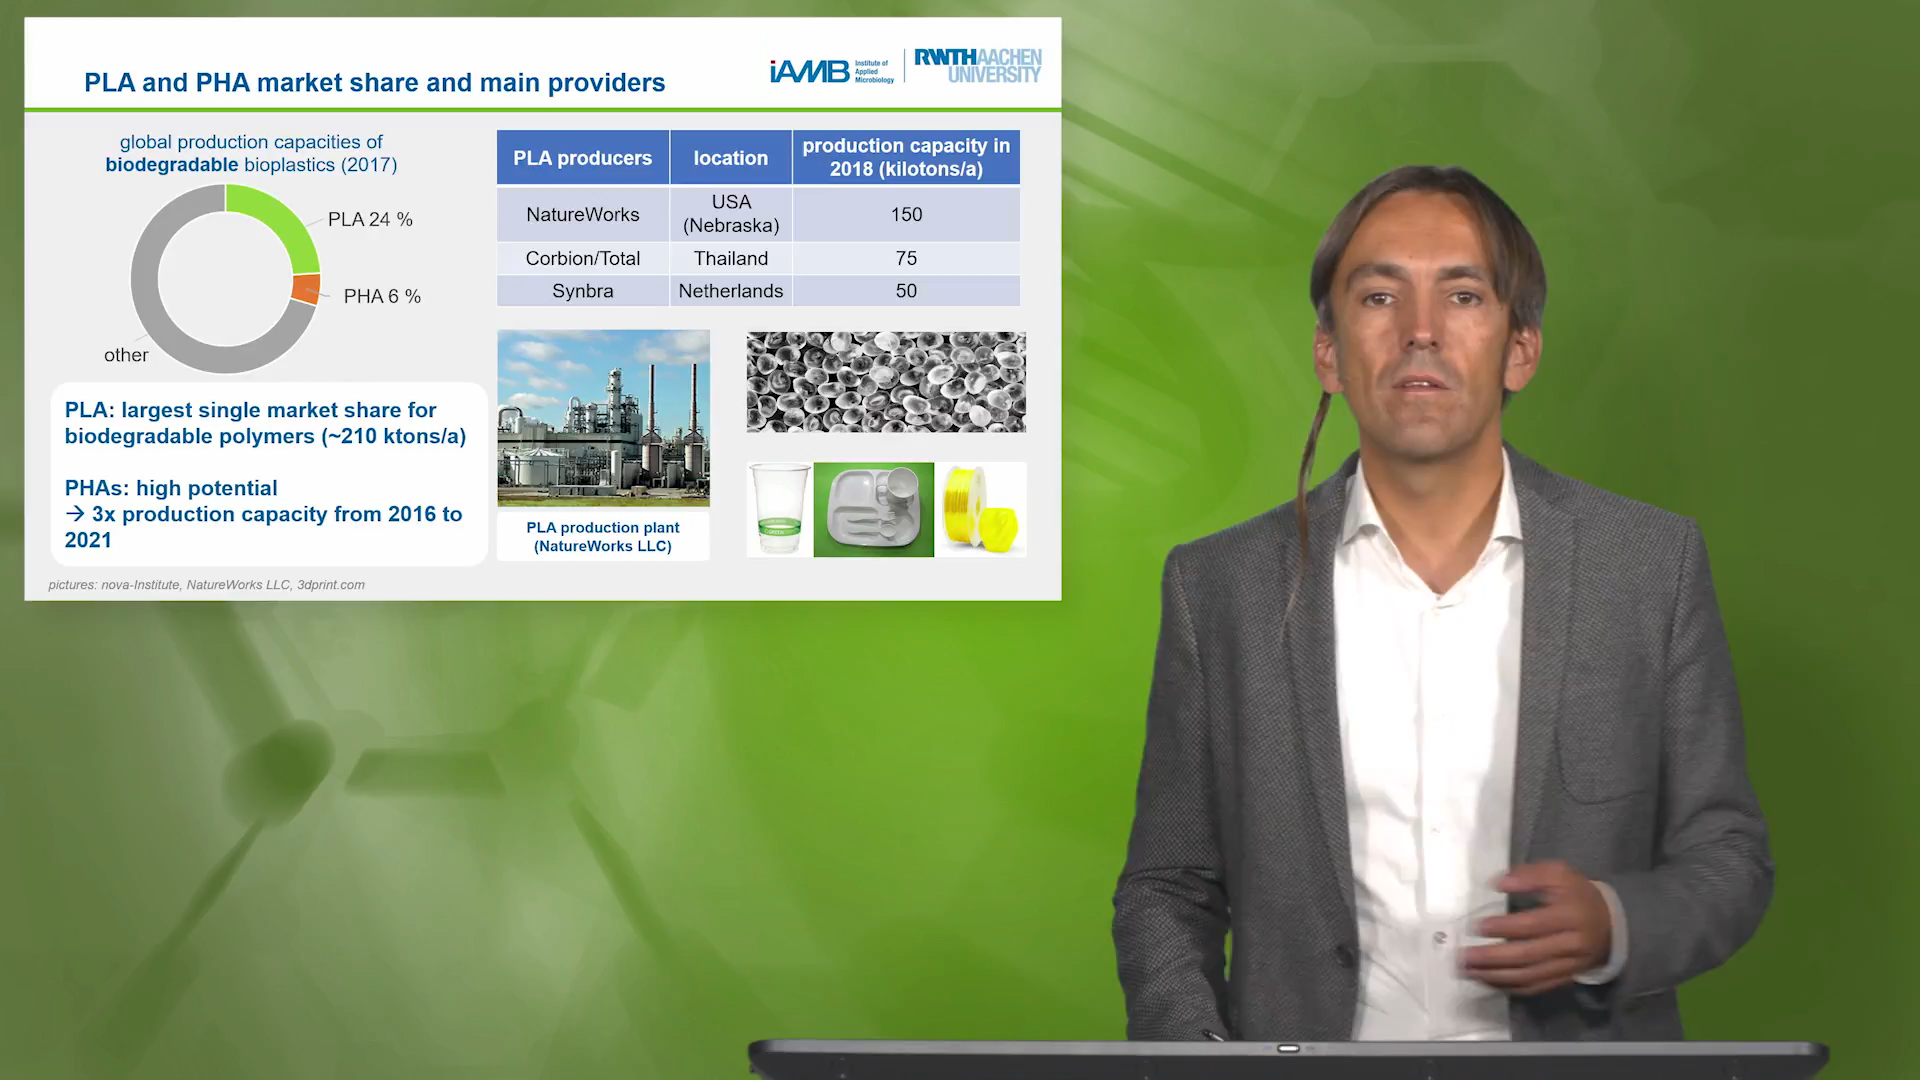 PLA and PHA market share and main providers
iAMB
Institute of
Applied
Microbiology
RWTHAACHEN
UNIVERSITY
global production capacities of
biodegradable bioplastics (2017)
PLA 24 %
PHA 6 %
other
PLA: largest single market share for
biodegradable polymers (~210 ktons/a)
PHAs: high potential
→ 3x production capacity from 2016 to
2021
PLA producers
location
production capacity in
2018 (kilotons/a)
NatureWorks
USA
(Nebraska)
150
Corbion/Total
Thailand
75
Synbra
Netherlands
50
PLA production plant
(NatureWorks LLC)
pictures: nova-Institute, NatureWorks LLC, 3dprint.com